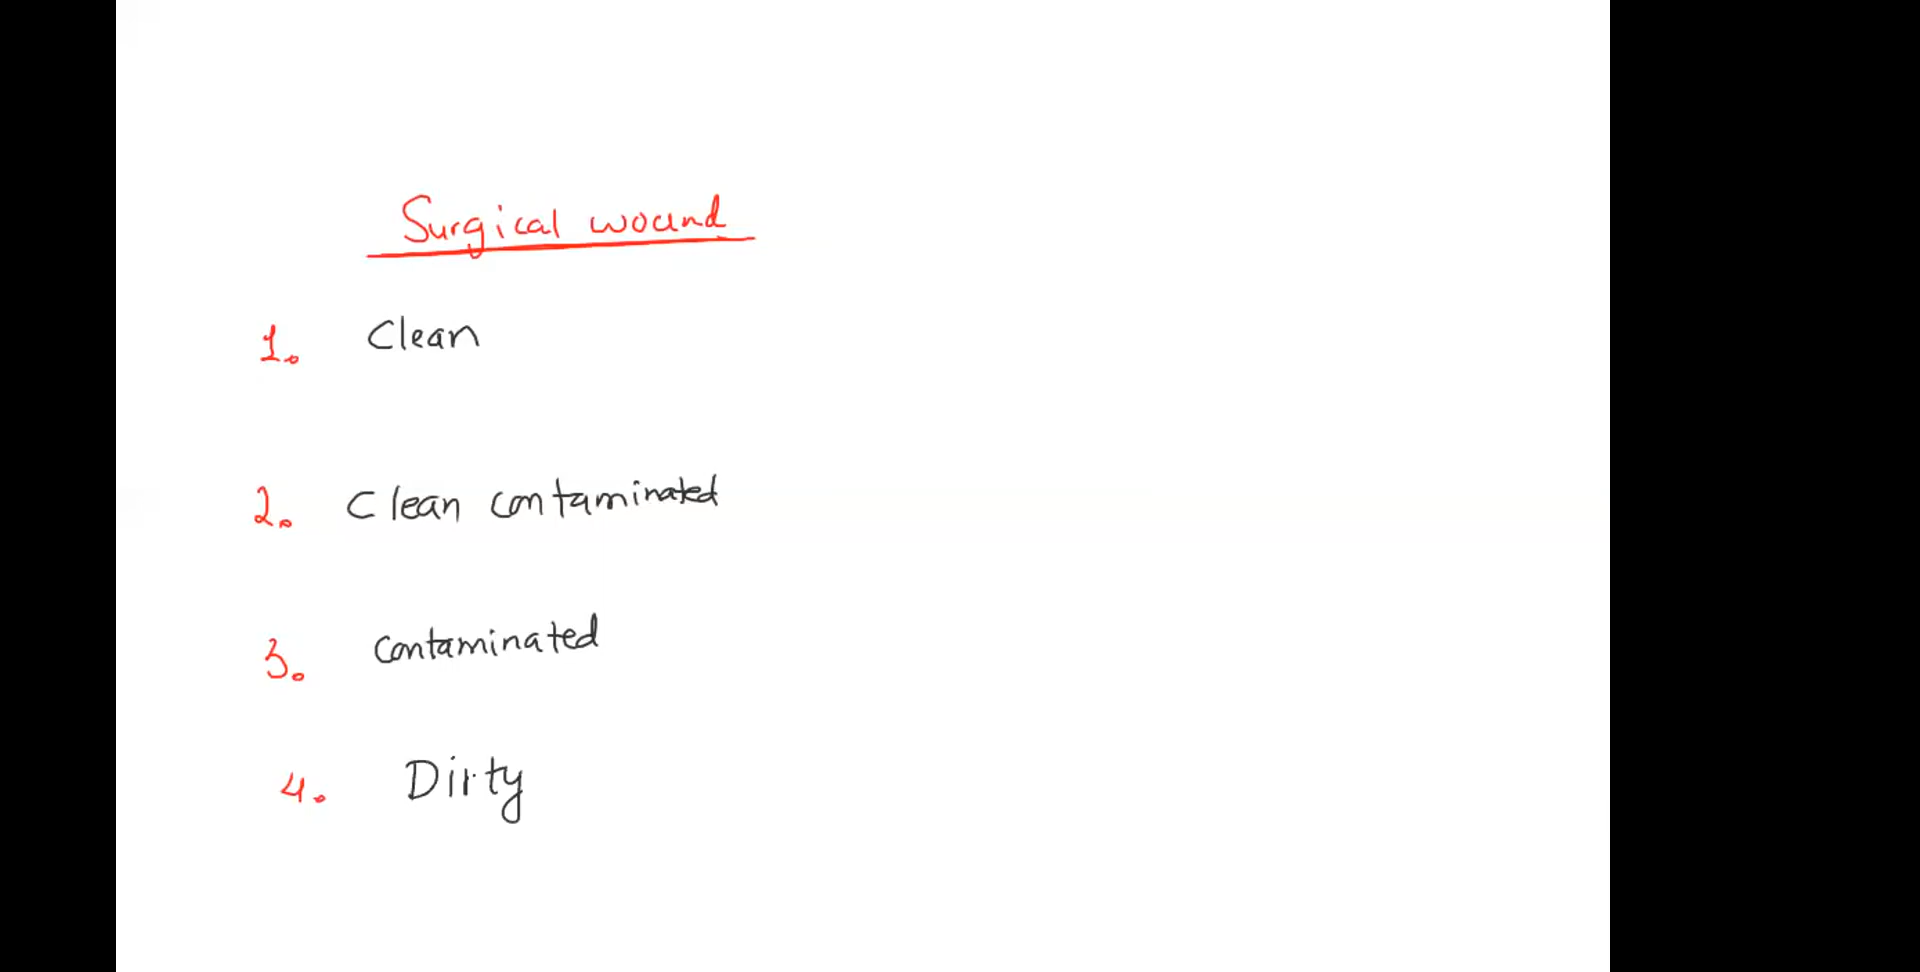 Surgical wound
1. Clean
2. Clean contaminated
3. contaminated
4. Dirty